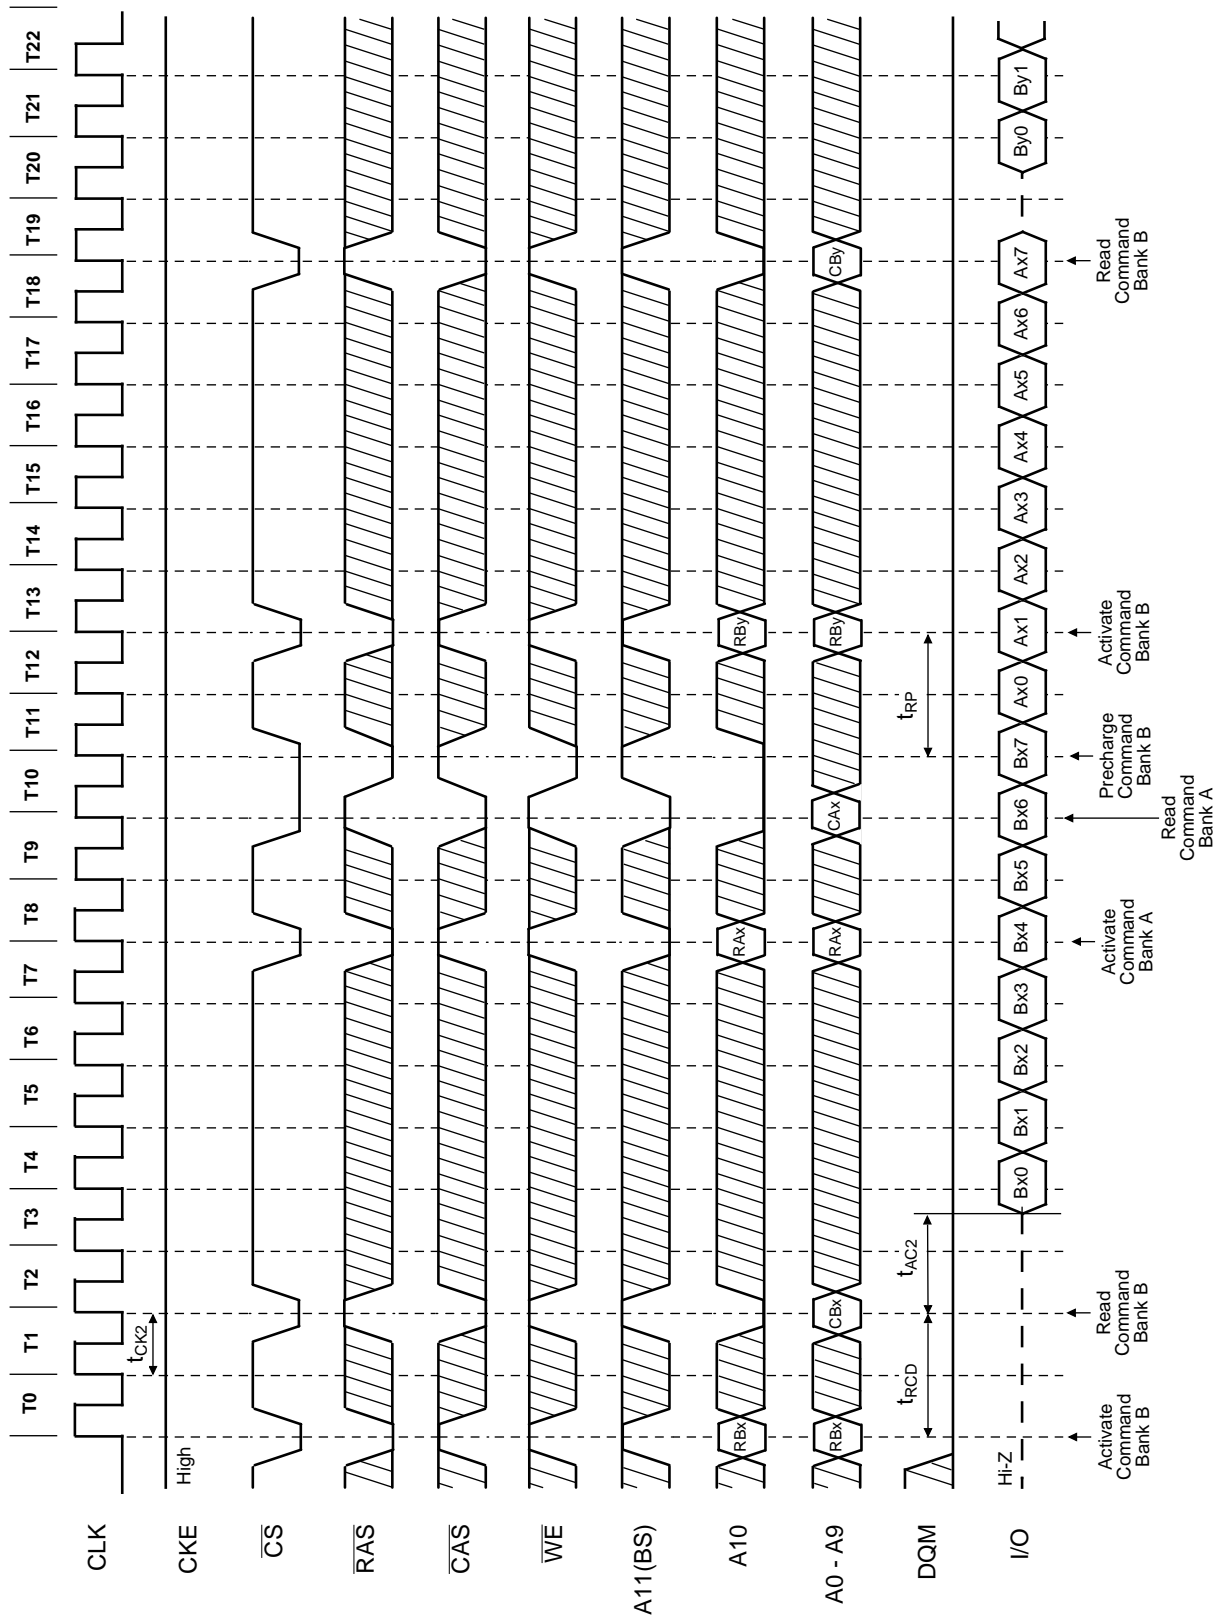 T0 T1 T2 T3 T4 T5 T6 T7 T8 T9 T10 T11 T12 T13 T14 T15 T16 T17 T18 T19 T20 T21 T22
CLK
tCK2
CKE
High
CS
RAS
CAS
WE
A11(BS)
A10
RBx RAx RBy
A0 - A9
RBx CBx RAx CAx RBy CBy
DQM
tRCD tAC2 tRP
I/O
Hi-Z
Bx0 Bx1 Bx2 Bx3 Bx4 Bx5 Bx6 Bx7 Ax0 Ax1 Ax2 Ax3 Ax4 Ax5 Ax6 Ax7 By0 By1
Activate
Command
Bank B
Read
Command
Bank B
Activate
Command
Bank A
Read
Command
Bank A
Precharge
Command
Bank B
Activate
Command
Bank B
Read
Command
Bank B